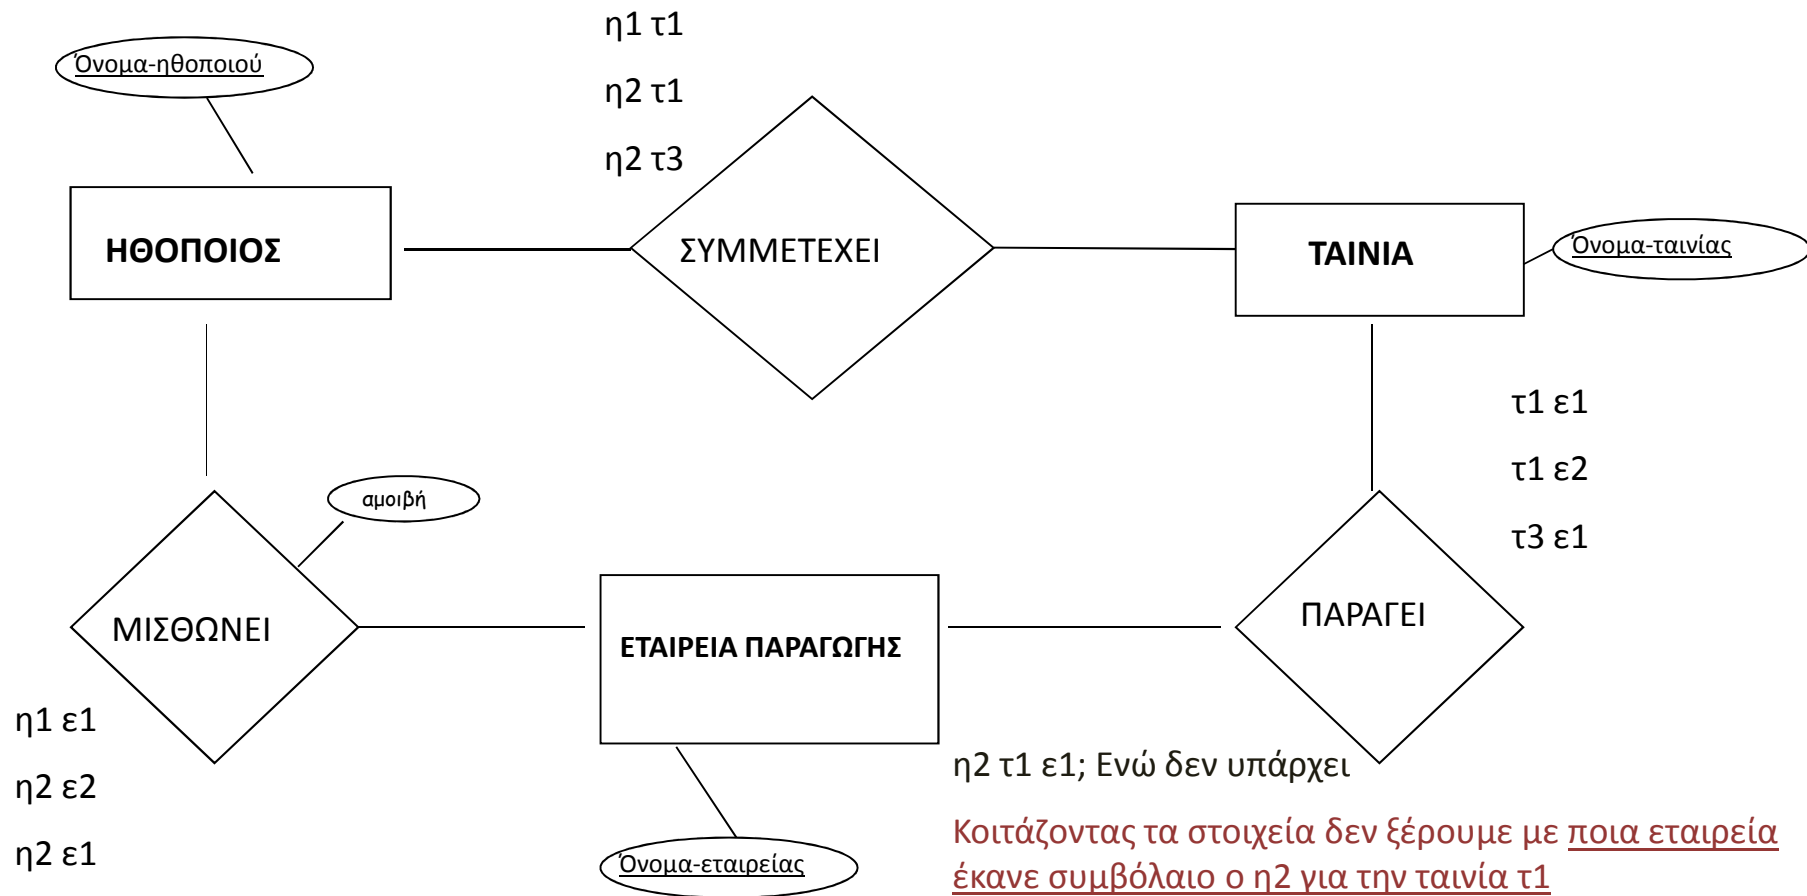 η1 τ1
Όνομα-ηθοποιού
η2 τ1
η2 τ3
ΗΘΟΠΟΙΟΣ
ΣΥΜΜΕΤΕΧΕΙ
ΤΑΙΝΙΑ
Όνομα-ταινίας
τ1 ε1
τ1 ε2
τ3 ε1
αμοιβή
ΜΙΣΘΩΝΕΙ
ΕΤΑΙΡΕΙΑ ΠΑΡΑΓΩΓΗΣ
ΠΑΡΑΓΕΙ
η1 ε1
η2 ε2
η2 ε1
Όνομα-εταιρείας
η2 τ1 ε1; Ενώ δεν υπάρχει
Κοιτάζοντας τα στοιχεία δεν ξέρουμε με ποια εταιρεία
έκανε συμβόλαιο ο η2 για την ταινία τ1